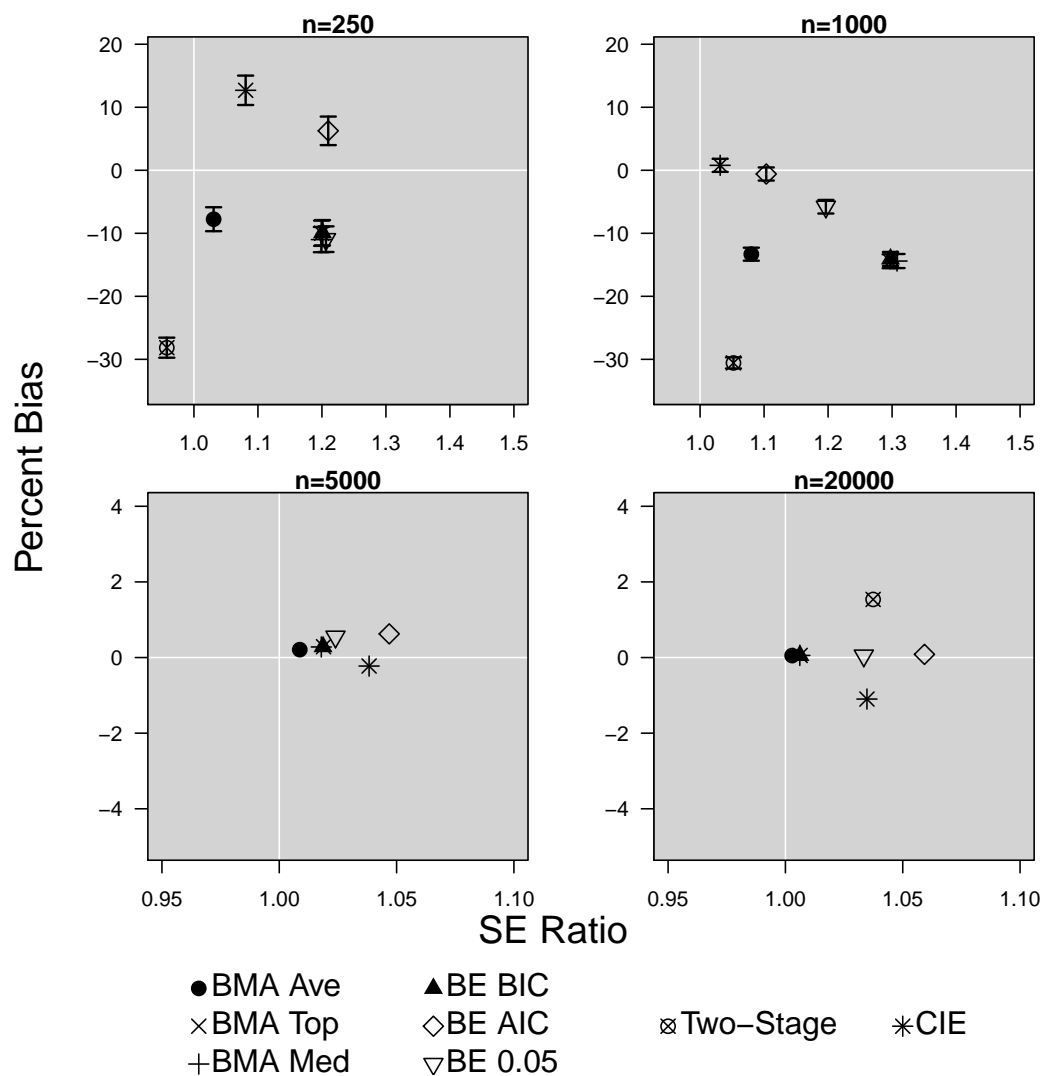 n=250
n=1000
20
10
0
−10
−20
−30
1.0 1.1 1.2 1.3 1.4 1.5
20
10
0
−10
−20
−30
1.0 1.1 1.2 1.3 1.4 1.5
Percent Bias
n=5000
n=20000
4
2
0
−2
−4
0.95 1.00 1.05 1.10
4
2
0
−2
−4
0.95 1.00 1.05 1.10
SE Ratio
BMA Ave
BMA Top
BMA Med
BE BIC
BE AIC
BE 0.05
Two−Stage
CIE